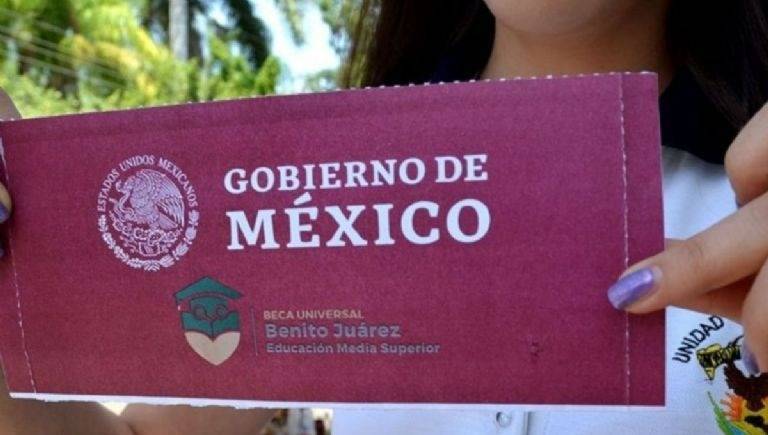 ESTADOS UNIDOS MEXICANOS
GOBIERNO DE
MÉXICO
BECA UNIVERSAL
Benito Juárez
Educación Media Superior
UNIDAD